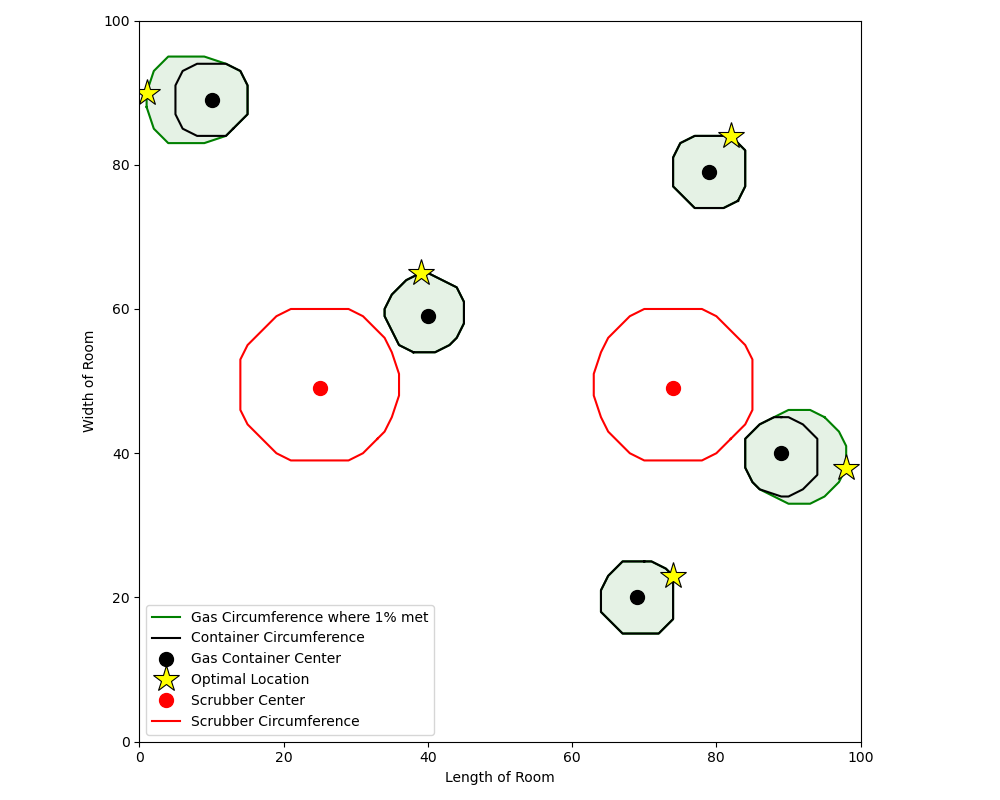 100
80
60
40
20
0
Width of Room
Gas Circumference where 1% met
Container Circumference
Gas Container Center
Optimal Location
Scrubber Center
Scrubber Circumference
0 20 40 60 80 100
Length of Room